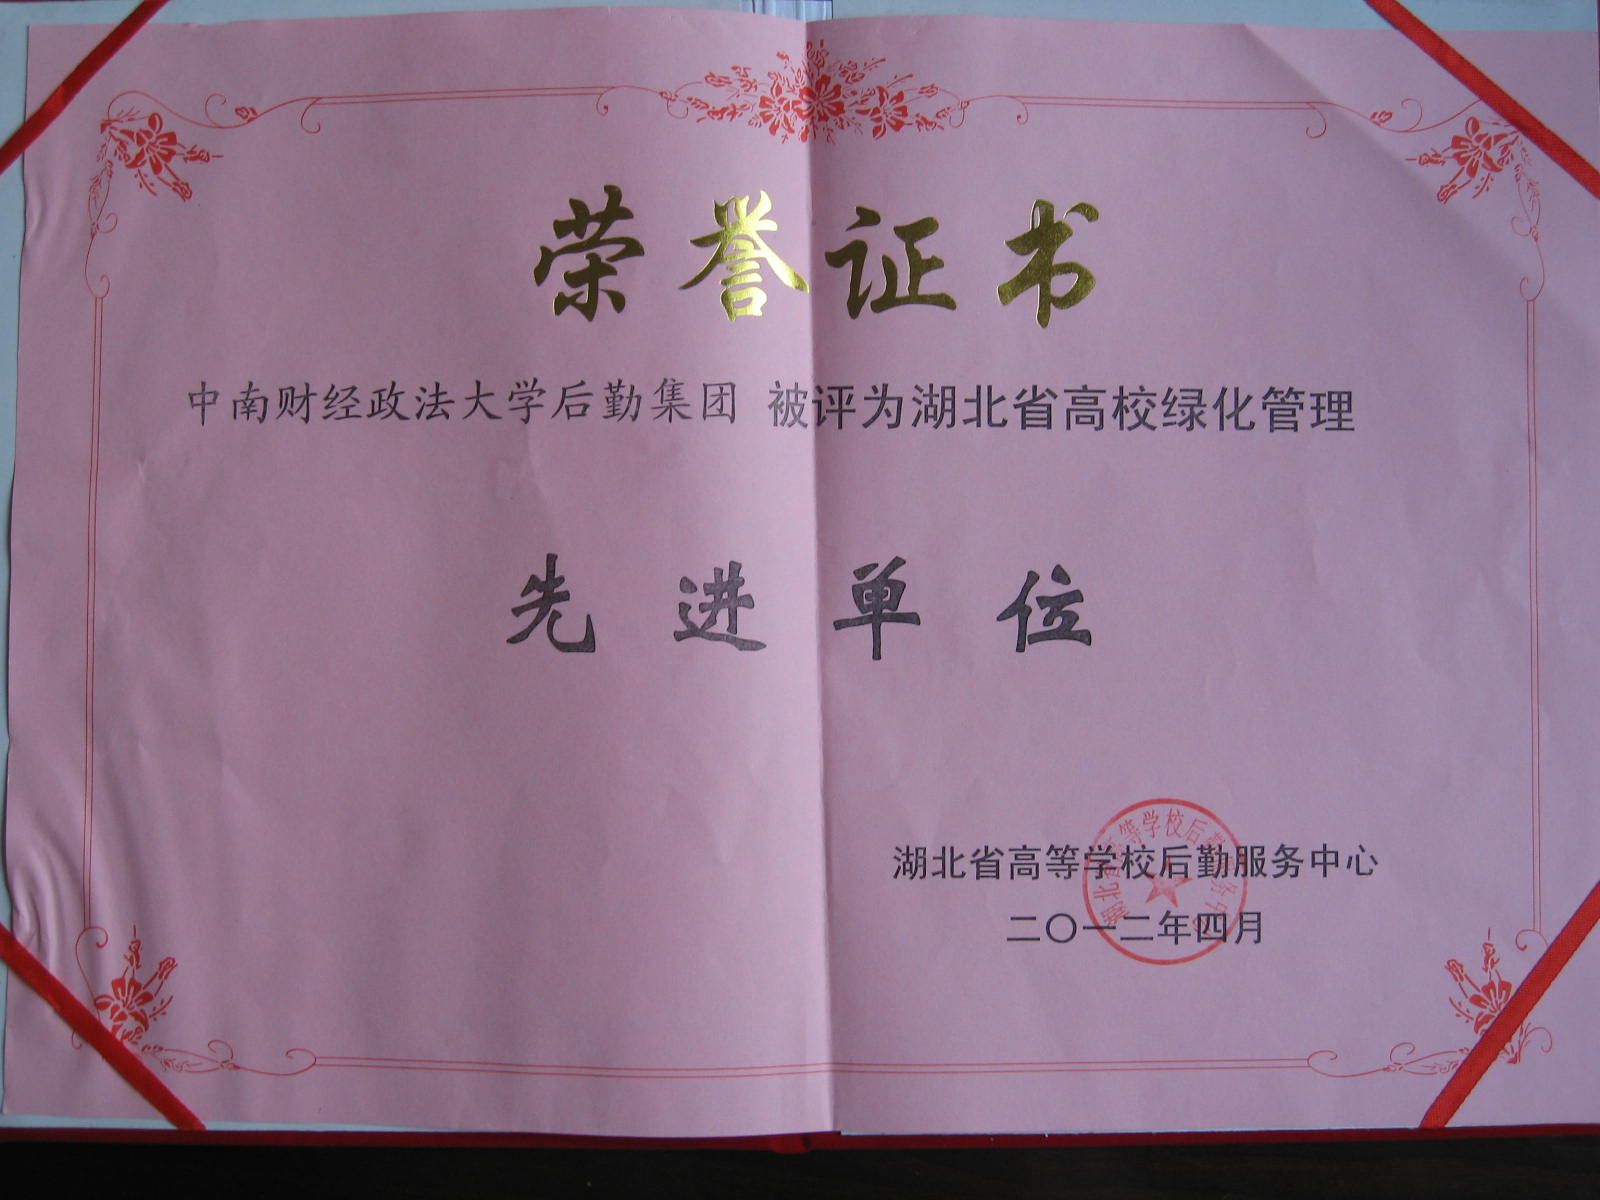 荣誉证书
中南财经政法大学后勤集团 被评为湖北省高校绿化管理
先进单位
湖北省高等学校后勤服务中心
二〇一二年四月